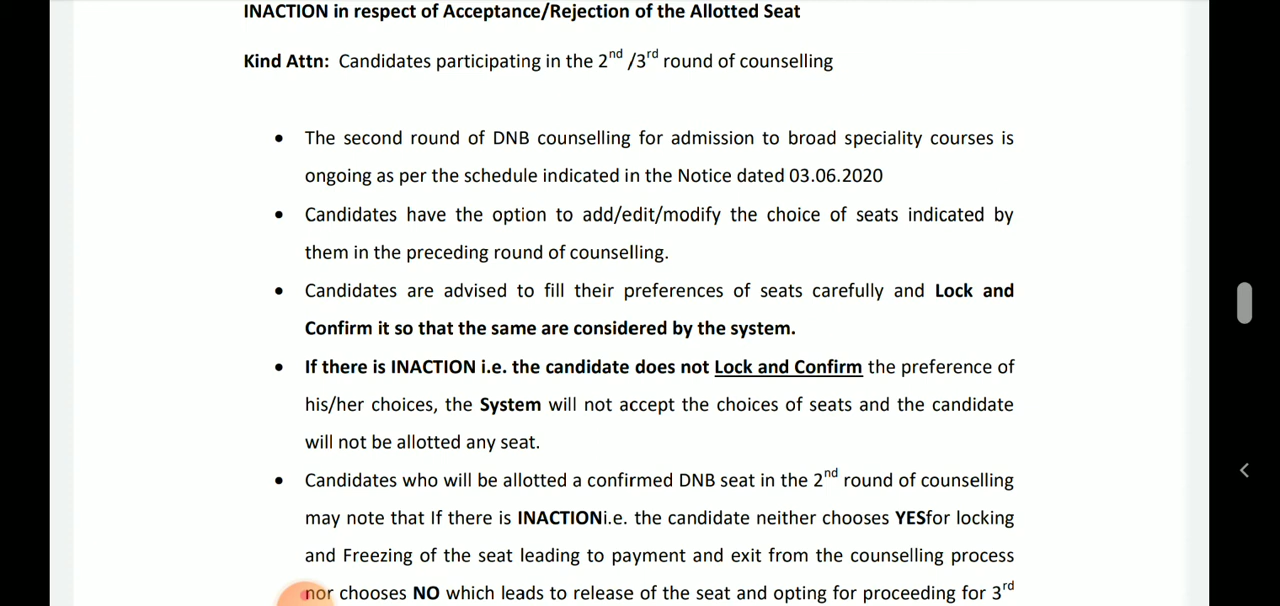 INACTION in respect of Acceptance/Rejection of the Allotted Seat
Kind Attn: Candidates participating in the 2nd /3rd round of counselling
• The second round of DNB counselling for admission to broad speciality courses is
ongoing as per the schedule indicated in the Notice dated 03.06.2020
• Candidates have the option to add/edit/modify the choice of seats indicated by
them in the preceding round of counselling.
• Candidates are advised to fill their preferences of seats carefully and Lock and
Confirm it so that the same are considered by the system.
• If there is INACTION i.e. the candidate does not Lock and Confirm the preference of
his/her choices, the System will not accept the choices of seats and the candidate
will not be allotted any seat.
• Candidates who will be allotted a confirmed DNB seat in the 2nd round of counselling
may note that If there is INACTIONi.e. the candidate neither chooses YESfor locking
and Freezing of the seat leading to payment and exit from the counselling process
nor chooses NO which leads to release of the seat and opting for proceeding for 3rd